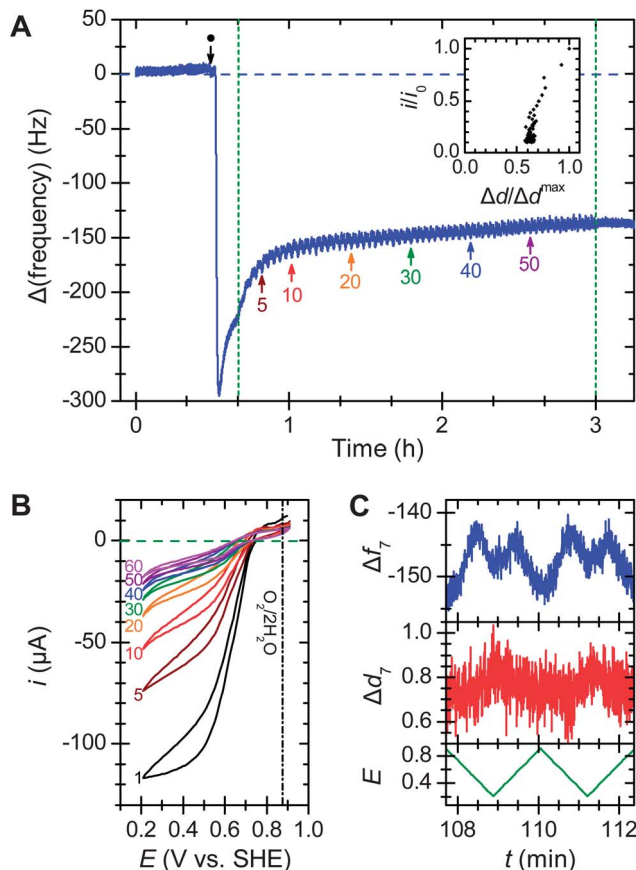 A
Δ(frequency) (Hz)
50
0
-50
-100
-150
-200
-250
-300
5
10
20
30
40
50
i/i0
1.0
0.5
0.0
0.0 0.5 1.0
Δd/Δd^max
0 1 2 3
Time (h)
B
i (µA)
0
-50
-100
60
50
40
30
20
10
5
1
O2/2H2O
0.2 0.4 0.6 0.8 1.0
E (V vs. SHE)
C
Δf7
-140
-150
Δd7
1.0
0.8
0.6
E
0.8
0.4
108 110 112
t (min)